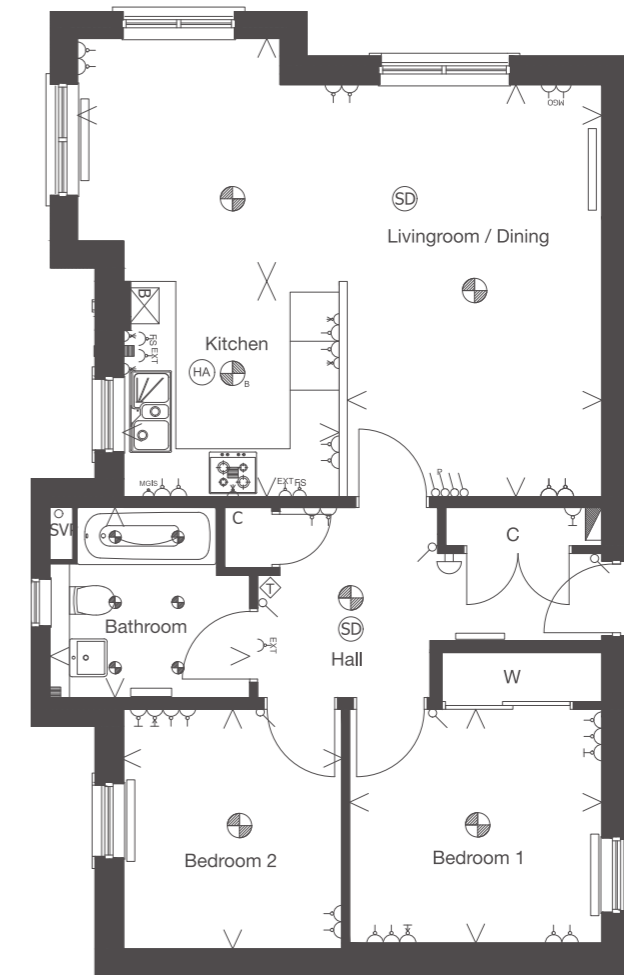 MGO
SD
Livingroom / Dining
B
Kitchen
FS
EXT
HA
B
MGIS
EXT
FS
P
C
C
SVP
T
Bathroom
EXT
SD
Hall
W
Bedroom 2
Bedroom 1